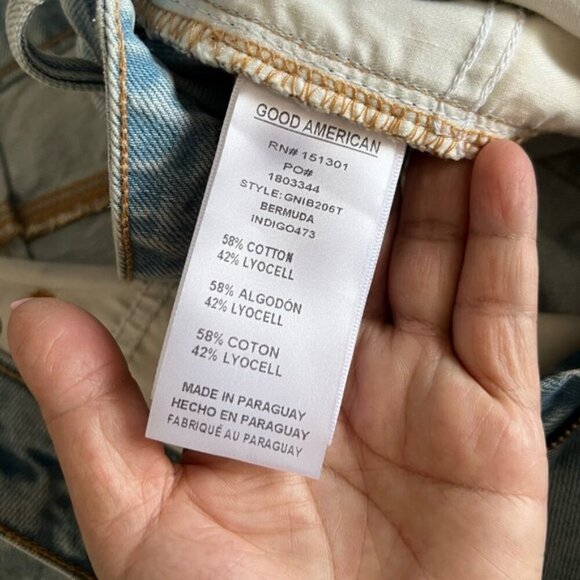 GOOD AMERICAN
RN# 151301
PO#
1803344
STYLE: GNIB206T
BERMUDA
INDIGO473
58% COTTON
42% LYOCELL
58% ALGODÓN
42% LYOCELL
58% COTON
42% LYOCELL
MADE IN PARAGUAY
HECHO EN PARAGUAY
FABRIQUÉ AU PARAGUAY